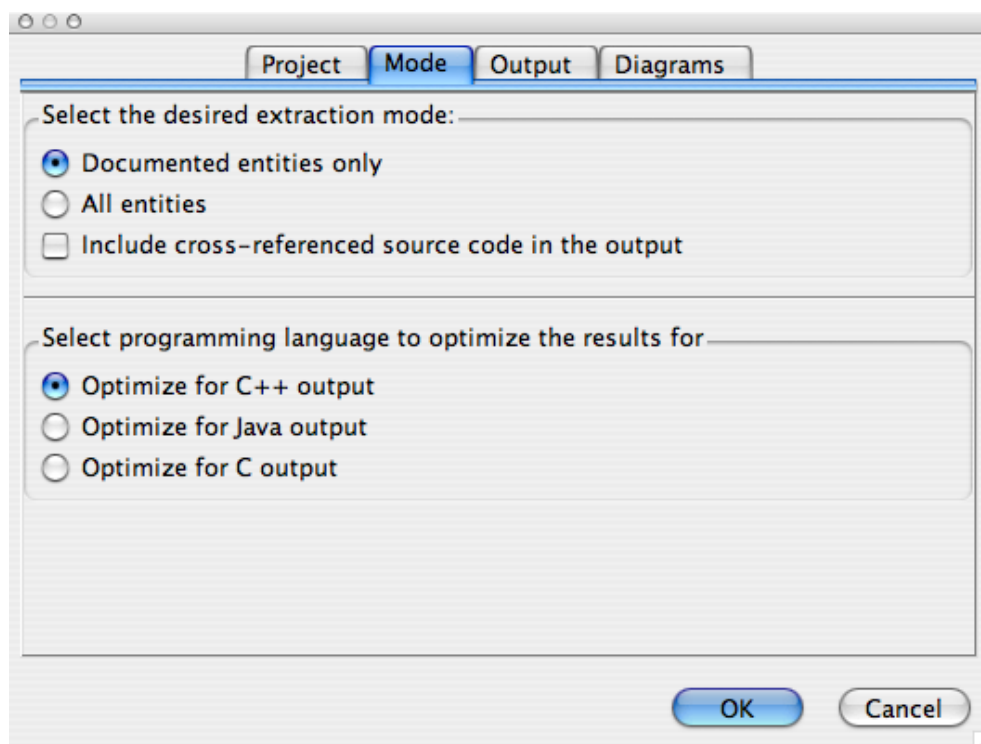 Project Mode Output Diagrams
Select the desired extraction mode:
Documented entities only
All entities
Include cross-referenced source code in the output
Select programming language to optimize the results for
Optimize for C++ output
Optimize for Java output
Optimize for C output
OK Cancel